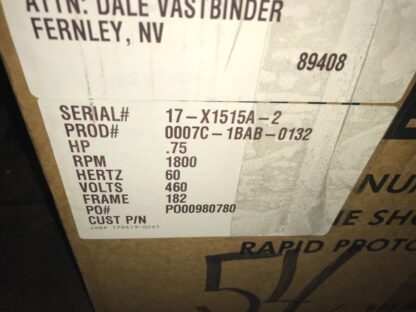 ATTN: DALE VASTBINDER
FERNLEY, NV
89408
SERIAL# 17-X1515A-2
PROD# 0007C-1BAB-0132
HP .75
RPM 1800
HERTZ 60
VOLTS 460
FRAME 182
PO# PO00980780
CUST P/N
RAPID PROTO
54